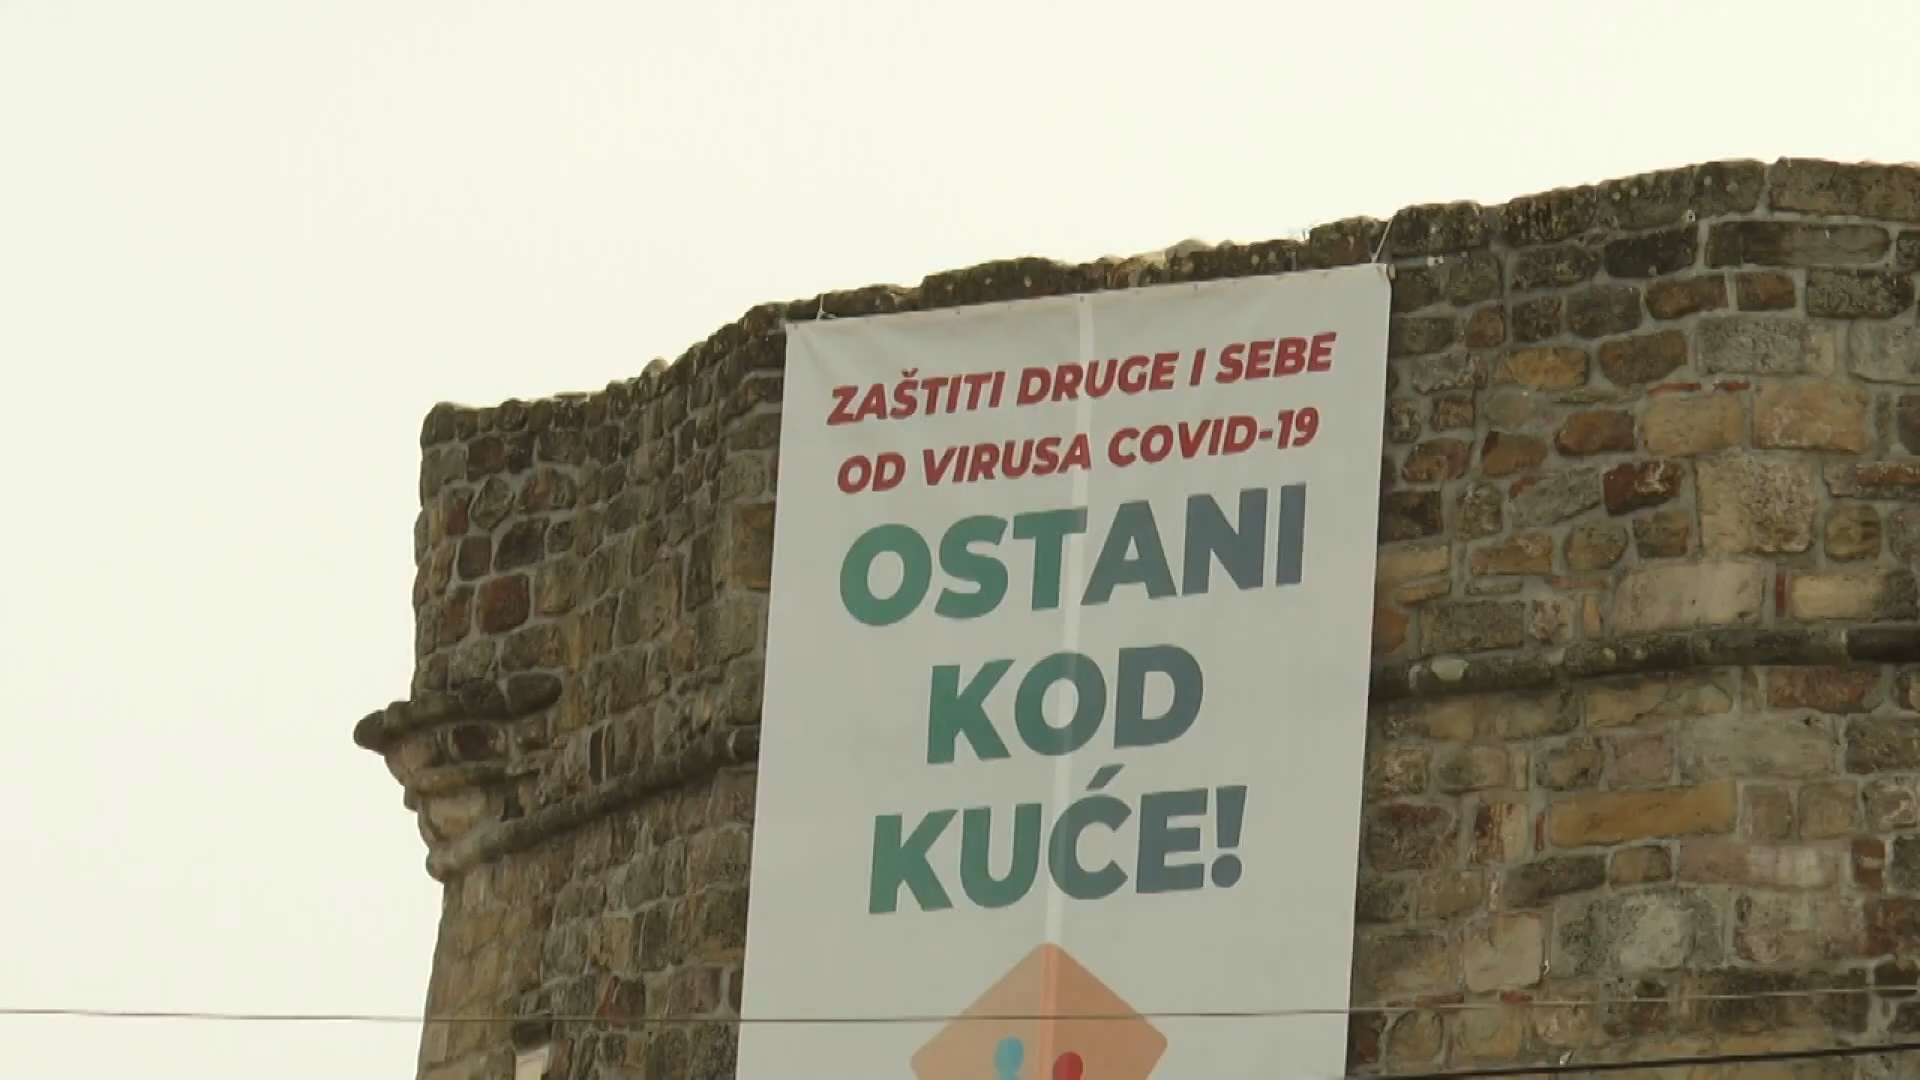 ZAŠTITI DRUGE I SEBE
OD VIRUSA COVID-19
OSTANI
KOD
KUĆE!